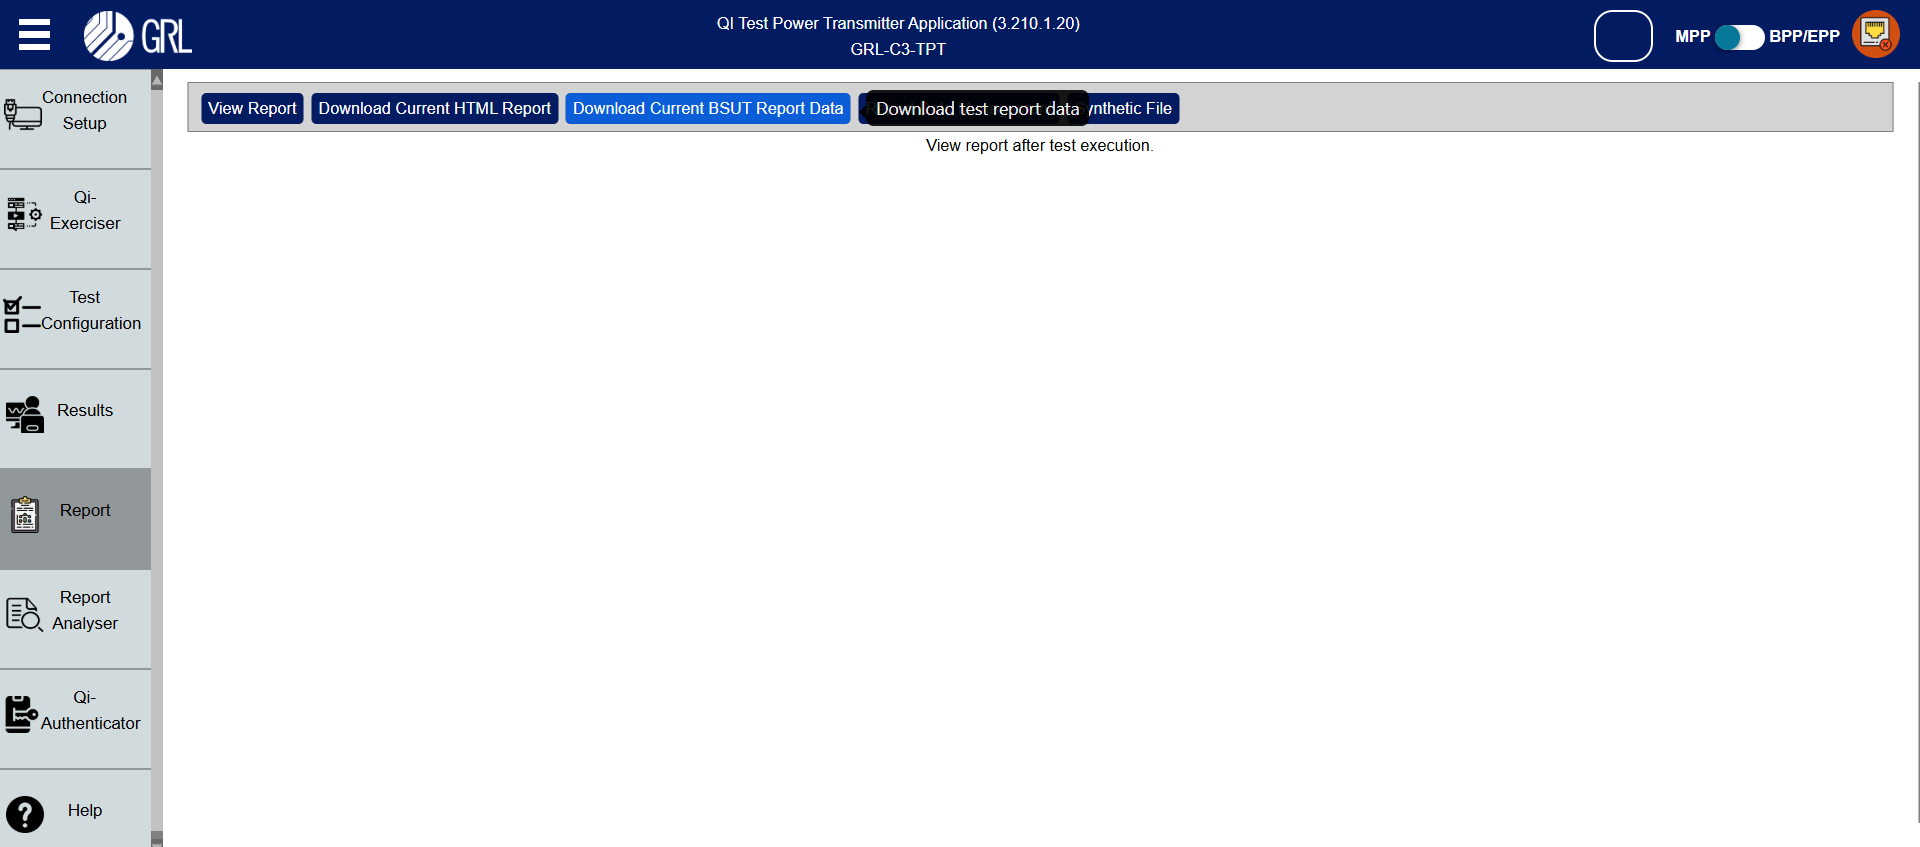 GRL
QI Test Power Transmitter Application (3.210.1.20)
GRL-C3-TPT
MPP
BPP/EPP
Connection
Setup
Qi-
Exerciser
Test
Configuration
Results
Report
Report
Analyser
Qi-
Authenticator
Help
View Report
Download Current HTML Report
Download Current BSUT Report Data
Download test report data
ynthetic File
View report after test execution.